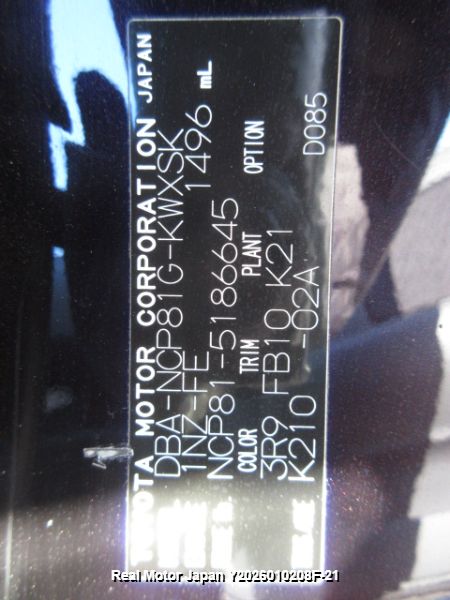 TOYOTA MOTOR CORPORATION JAPAN
DBA-NCP81G-KWXSK
1NZ-FE 1496 mL
NCP81-5186645
COLOR TRIM PLANT OPTION
3R9 FB10 K21
K210 -02A D085
Real Motor Japan Y2025010208F-21